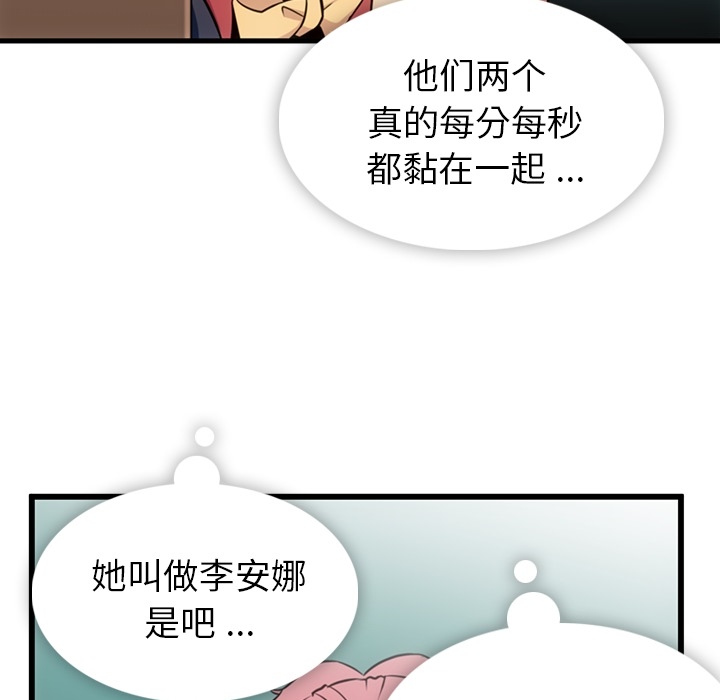 他们两个
真的每分每秒
都黏在一起 ...
她叫做李安娜
是吧 ...